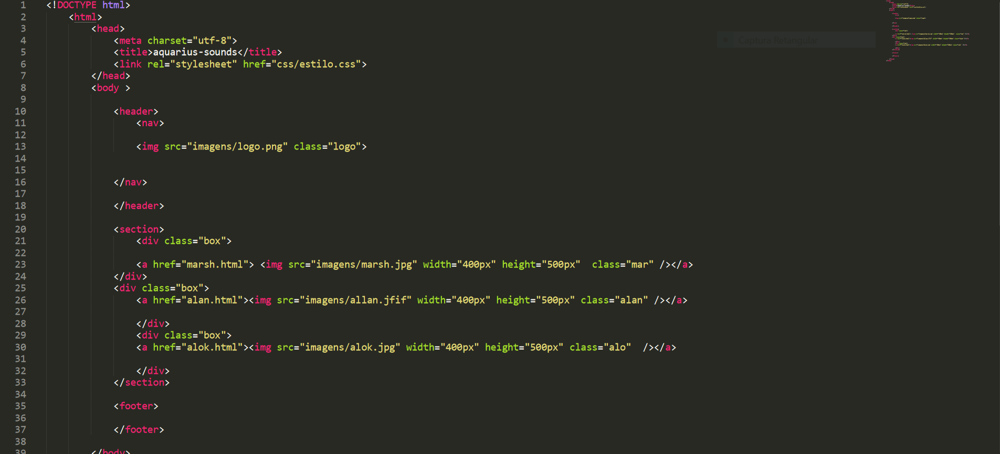 1 <!DOCTYPE html>
2 <html>
3 <head>
4 <meta charset="utf-8">
5 <title>aquarius-sounds</title>
6 <link rel="stylesheet" href="css/estilo.css">
7 </head>
8 <body >
9
10 <header>
11 <nav>
12
13 <img src="imagens/logo.png" class="logo">
14
15
16 </nav>
17
18 </header>
19
20 <section>
21 <div class="box">
22
23 <a href="marsh.html"> <img src="imagens/marsh.jpg" width="400px" height="500px"  class="mar" /></a>
24 </div>
25 <div class="box">
26 <a href="alan.html"><img src="imagens/allan.jfif" width="400px" height="500px" class="alan" /></a>
27
28 </div>
29 <div class="box">
30 <a href="alok.html"><img src="imagens/alok.jpg" width="400px" height="500px" class="alo"  /></a>
31
32 </div>
33 </section>
34
35 <footer>
36
37 </footer>
38
39 </body>
Captura Retangular